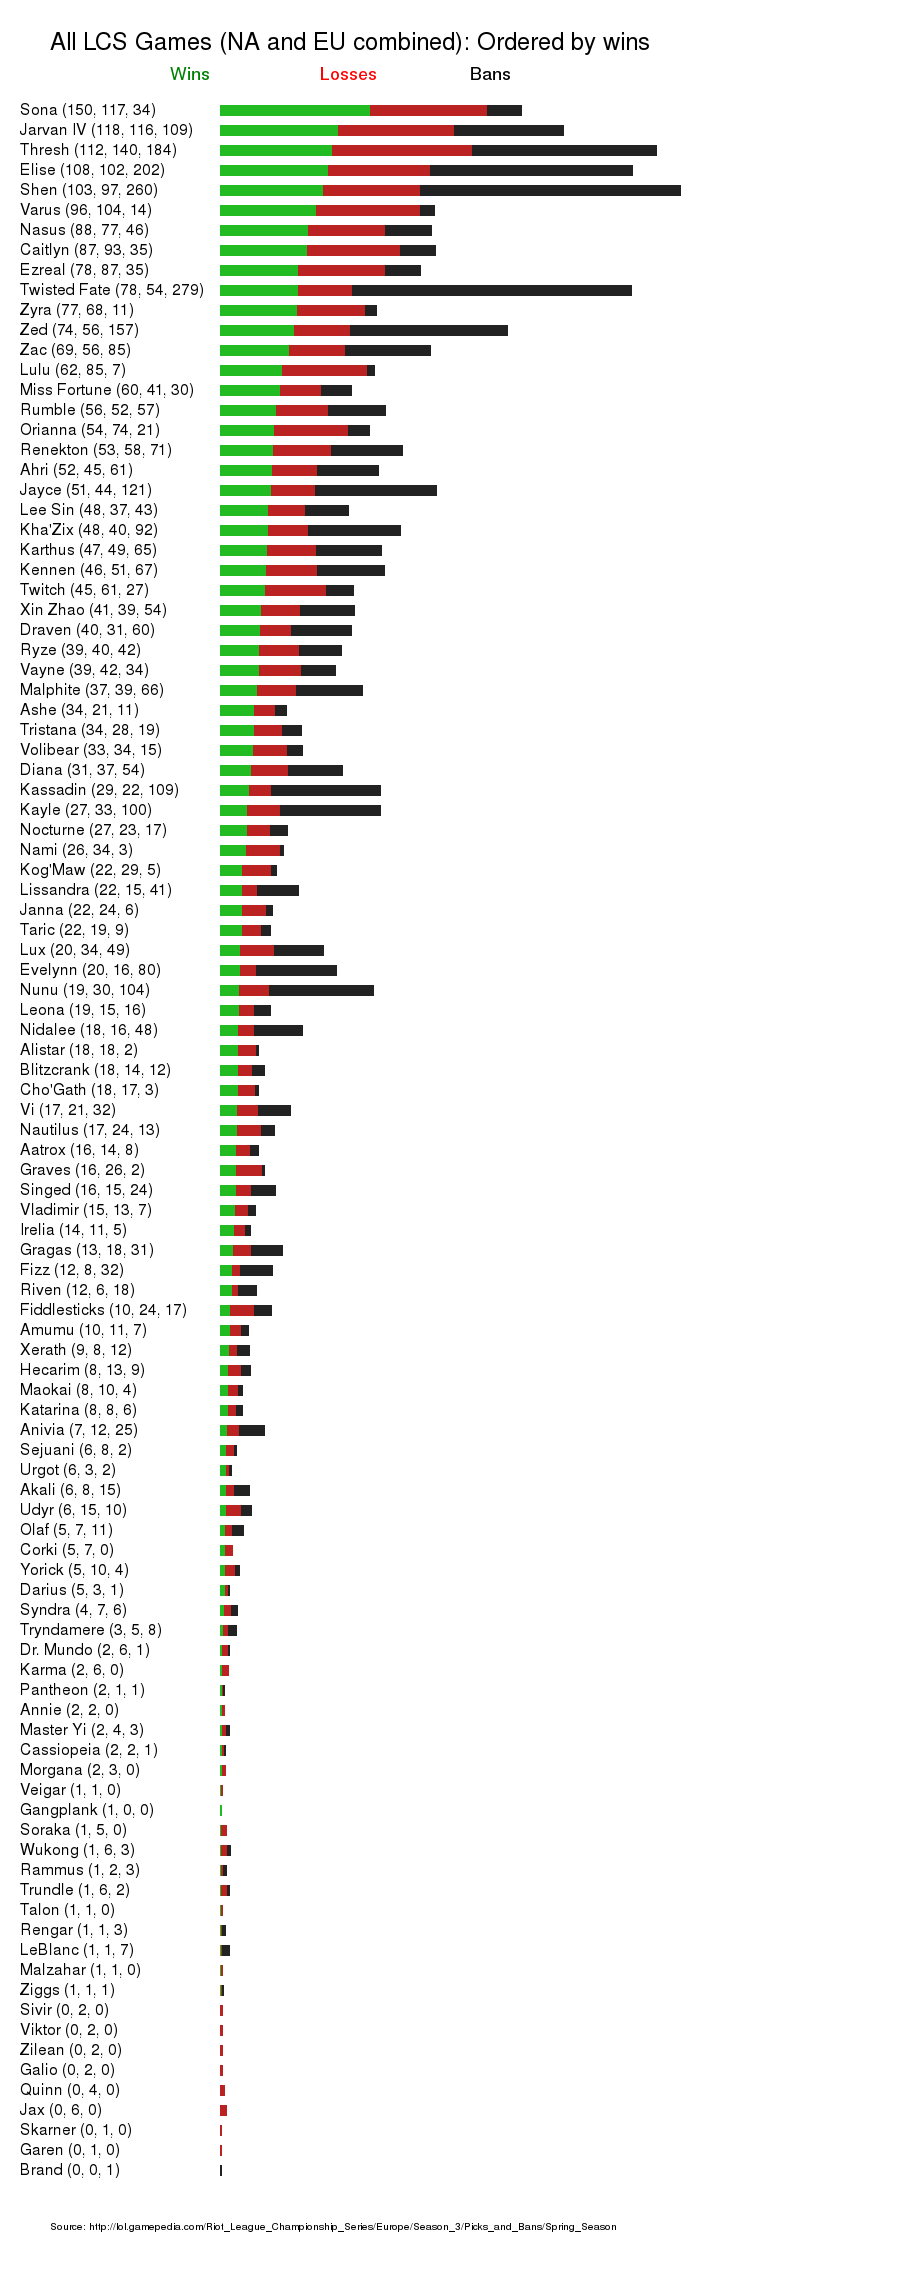 All LCS Games (NA and EU combined): Ordered by wins
Wins Losses Bans
Sona (150, 117, 34)
Jarvan IV (118, 116, 109)
Thresh (112, 140, 184)
Elise (108, 102, 202)
Shen (103, 97, 260)
Varus (96, 104, 14)
Nasus (88, 77, 46)
Caitlyn (87, 93, 35)
Ezreal (78, 87, 35)
Twisted Fate (78, 54, 279)
Zyra (77, 68, 11)
Zed (74, 56, 157)
Zac (69, 56, 85)
Lulu (62, 85, 7)
Miss Fortune (60, 41, 30)
Rumble (56, 52, 57)
Orianna (54, 74, 21)
Renekton (53, 58, 71)
Ahri (52, 45, 61)
Jayce (51, 44, 121)
Lee Sin (48, 37, 43)
Kha'Zix (48, 40, 92)
Karthus (47, 49, 65)
Kennen (46, 51, 67)
Twitch (45, 61, 27)
Xin Zhao (41, 39, 54)
Draven (40, 31, 60)
Ryze (39, 40, 42)
Vayne (39, 42, 34)
Malphite (37, 39, 66)
Ashe (34, 21, 11)
Tristana (34, 28, 19)
Volibear (33, 34, 15)
Diana (31, 37, 54)
Kassadin (29, 22, 109)
Kayle (27, 33, 100)
Nocturne (27, 23, 17)
Nami (26, 34, 3)
Kog'Maw (22, 29, 5)
Lissandra (22, 15, 41)
Janna (22, 24, 6)
Taric (22, 19, 9)
Lux (20, 34, 49)
Evelynn (20, 16, 80)
Nunu (19, 30, 104)
Leona (19, 15, 16)
Nidalee (18, 16, 48)
Alistar (18, 18, 2)
Blitzcrank (18, 14, 12)
Cho'Gath (18, 17, 3)
Vi (17, 21, 32)
Nautilus (17, 24, 13)
Aatrox (16, 14, 8)
Graves (16, 26, 2)
Singed (16, 15, 24)
Vladimir (15, 13, 7)
Irelia (14, 11, 5)
Gragas (13, 18, 31)
Fizz (12, 8, 32)
Riven (12, 6, 18)
Fiddlesticks (10, 24, 17)
Amumu (10, 11, 7)
Xerath (9, 8, 12)
Hecarim (8, 13, 9)
Maokai (8, 10, 4)
Katarina (8, 8, 6)
Anivia (7, 12, 25)
Sejuani (6, 8, 2)
Urgot (6, 3, 2)
Akali (6, 8, 15)
Udyr (6, 15, 10)
Olaf (5, 7, 11)
Corki (5, 7, 0)
Yorick (5, 10, 4)
Darius (5, 3, 1)
Syndra (4, 7, 6)
Tryndamere (3, 5, 8)
Dr. Mundo (2, 6, 1)
Karma (2, 6, 0)
Pantheon (2, 1, 1)
Annie (2, 2, 0)
Master Yi (2, 4, 3)
Cassiopeia (2, 2, 1)
Morgana (2, 3, 0)
Veigar (1, 1, 0)
Gangplank (1, 0, 0)
Soraka (1, 5, 0)
Wukong (1, 6, 3)
Rammus (1, 2, 3)
Trundle (1, 6, 2)
Talon (1, 1, 0)
Rengar (1, 1, 3)
LeBlanc (1, 1, 7)
Malzahar (1, 1, 0)
Ziggs (1, 1, 1)
Sivir (0, 2, 0)
Viktor (0, 2, 0)
Zilean (0, 2, 0)
Galio (0, 2, 0)
Quinn (0, 4, 0)
Jax (0, 6, 0)
Skarner (0, 1, 0)
Garen (0, 1, 0)
Brand (0, 0, 1)
Source: http://lol.gamepedia.com/Riot_League_Championship_Series/Europe/Season_3/Picks_and_Bans/Spring_Season